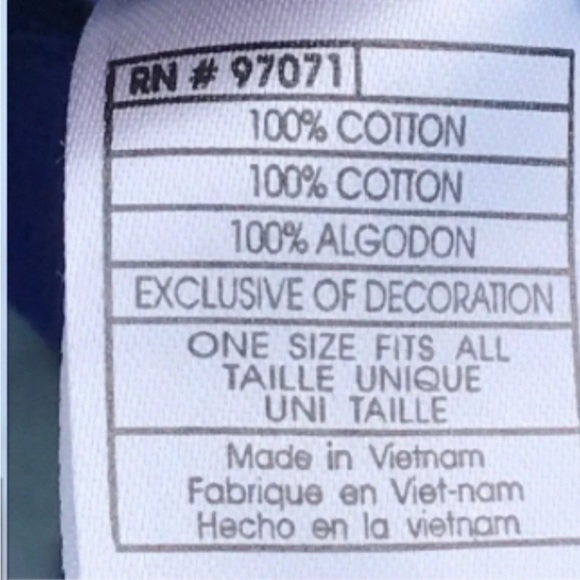 RN # 97071
100% COTTON
100% COTTON
100% ALGODON
EXCLUSIVE OF DECORATION
ONE SIZE FITS ALL
TAILLE UNIQUE
UNI TAILLE
Made in Vietnam
Fabrique en Viet-nam
Hecho en la vietnam